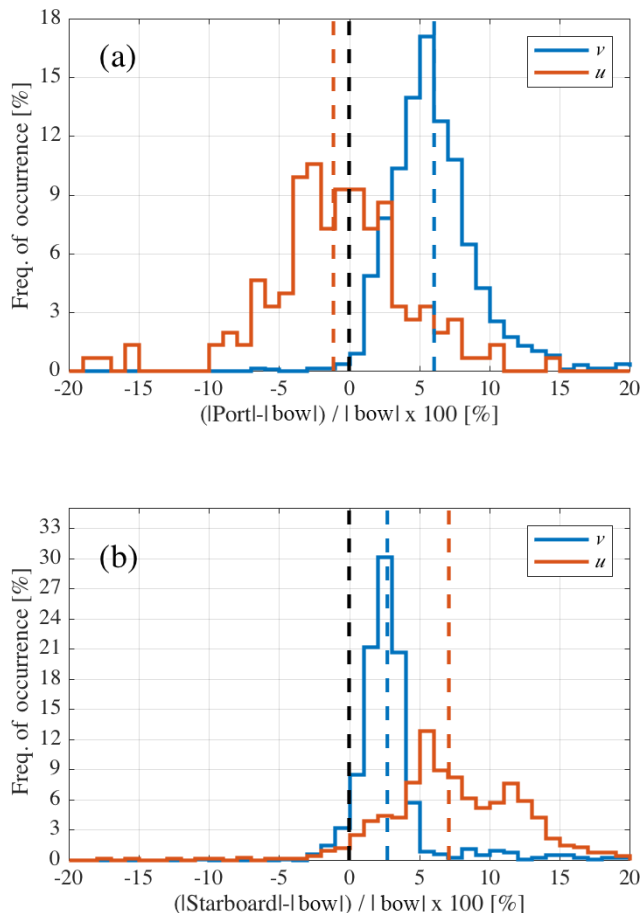 18
15
12
9
6
3
0
Freq. of occurrence [%]
(a)
v
u
-20 -15 -10 -5 0 5 10 15 20
(|Port|-|bow|) / | bow| x 100 [%]
33
30
27
24
21
18
15
12
9
6
3
0
Freq. of occurrence [%]
(b)
v
u
-20 -15 -10 -5 0 5 10 15 20
(|Starboard|-|bow|) / | bow| x 100 [%]